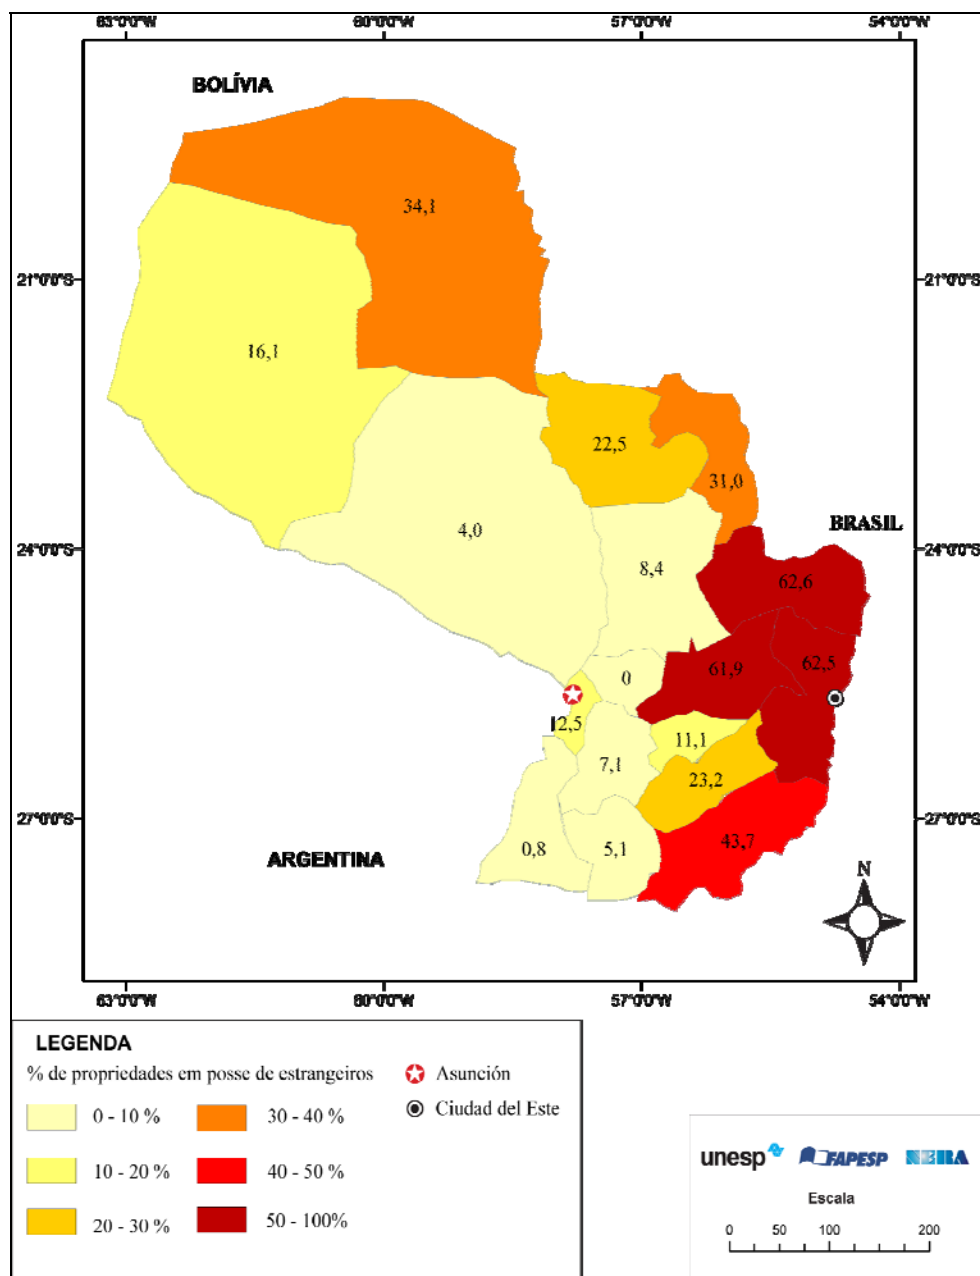 63°0'0"W 60°0'0"W 57°0'0"W 54°0'0"W
BOLÍVIA
34,1
21°0'0"S 21°0'0"S
16,1
22,5
31,0
BRASIL
4,0
24°0'0"S 24°0'0"S
8,4
62,6
0
61,9
62,5
12,5
11,1
7,1
23,2
27°0'0"S 27°0'0"S
43,7
0,8
5,1
ARGENTINA
N
63°0'0"W 60°0'0"W 57°0'0"W 54°0'0"W
LEGENDA
% de propriedades em posse de estrangeiros
0 - 10 %
10 - 20 %
20 - 30 %
30 - 40 %
40 - 50 %
50 - 100%
Asunción
Ciudad del Este
unesp FAPESP NERA
Escala
0 50 100 200